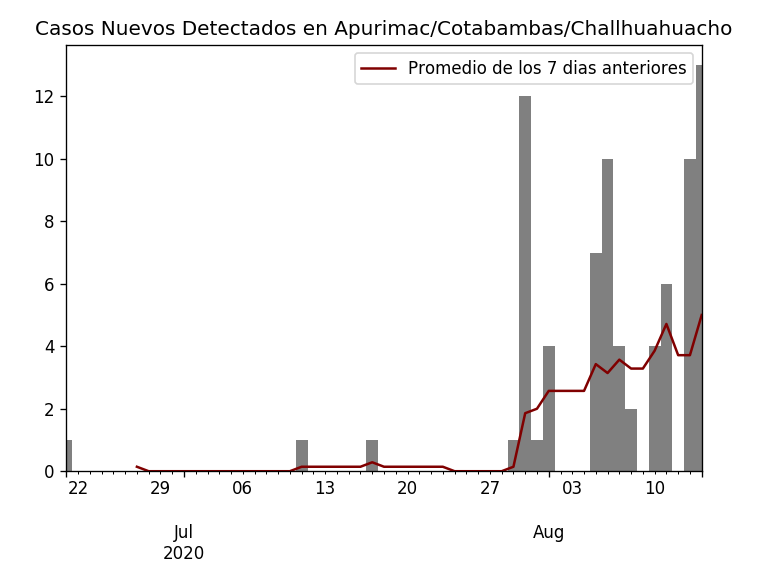 Casos Nuevos Detectados en Apurimac/Cotabambas/Challhuahuacho
Promedio de los 7 dias anteriores
12
10
8
6
4
2
0
22 29 06 13 20 27 03 10
Jul Aug
2020